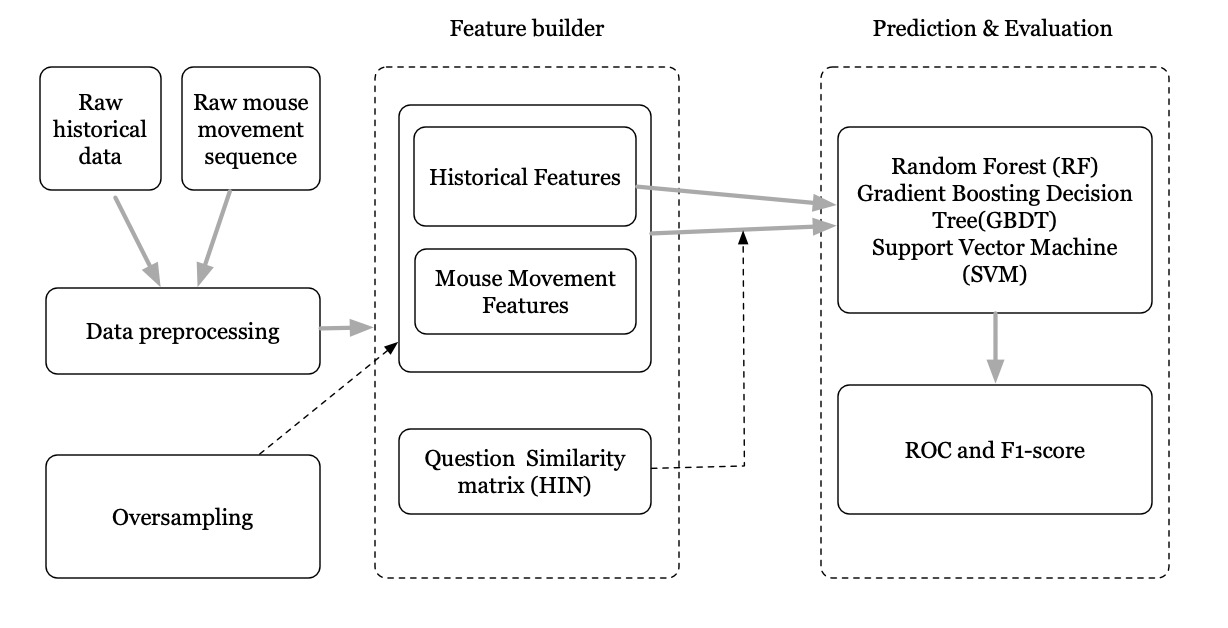 Feature builder
Prediction & Evaluation
Raw
historical
data
Raw mouse
movement
sequence
Historical Features
Mouse Movement
Features
Random Forest (RF)
Gradient Boosting Decision
Tree(GBDT)
Support Vector Machine
(SVM)
Data preprocessing
Question Similarity
matrix (HIN)
ROC and F1-score
Oversampling